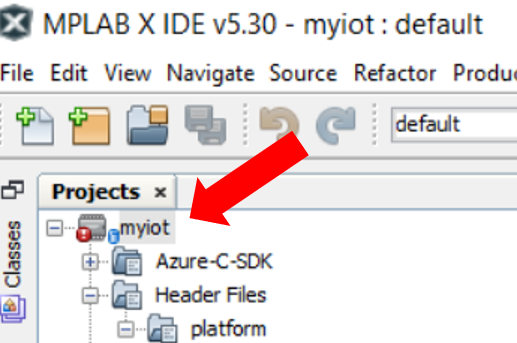 MPLAB X IDE v5.30 - myiot : default
File Edit View Navigate Source Refactor
default
Projects ×
Classes
myiot
Azure-C-SDK
Header Files
platform